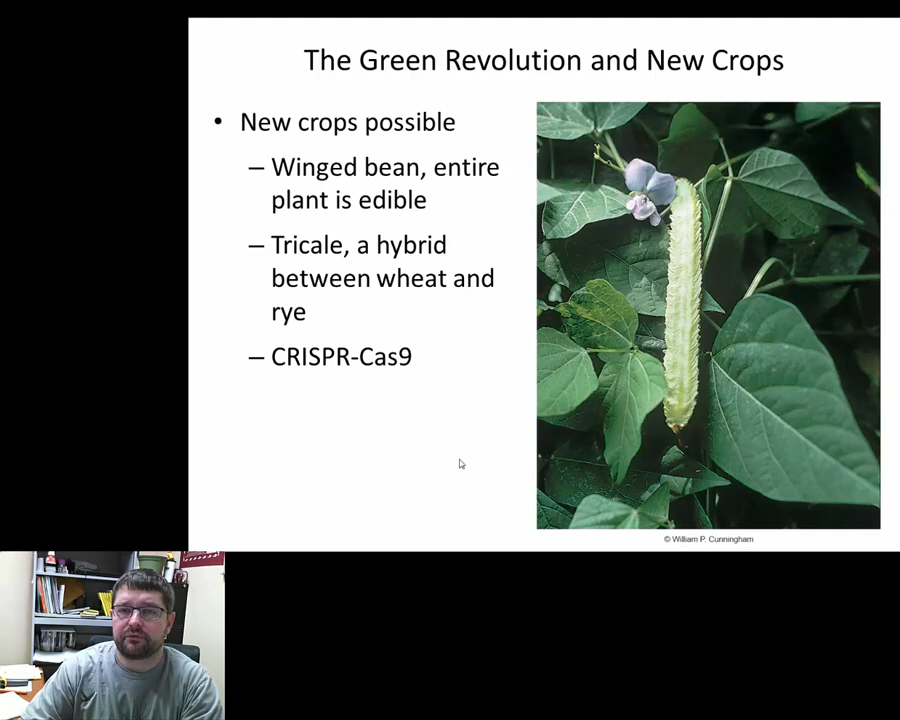 The Green Revolution and New Crops
• New crops possible
– Winged bean, entire
plant is edible
– Tricale, a hybrid
between wheat and
rye
– CRISPR-Cas9
© William P. Cunningham